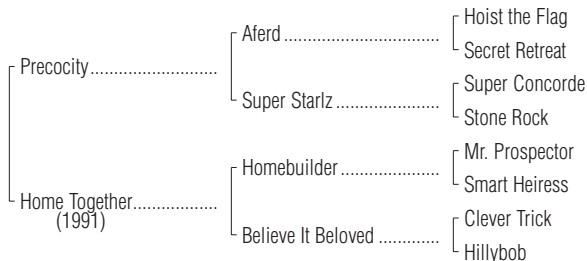 Hoist the Flag
Aferd
Secret Retreat
Precocity
Super Concorde
Super Starlz
Stone Rock
Mr. Prospector
Homebuilder
Smart Heiress
Home Together
(1991)
Clever Trick
Believe It Beloved
Hillybob